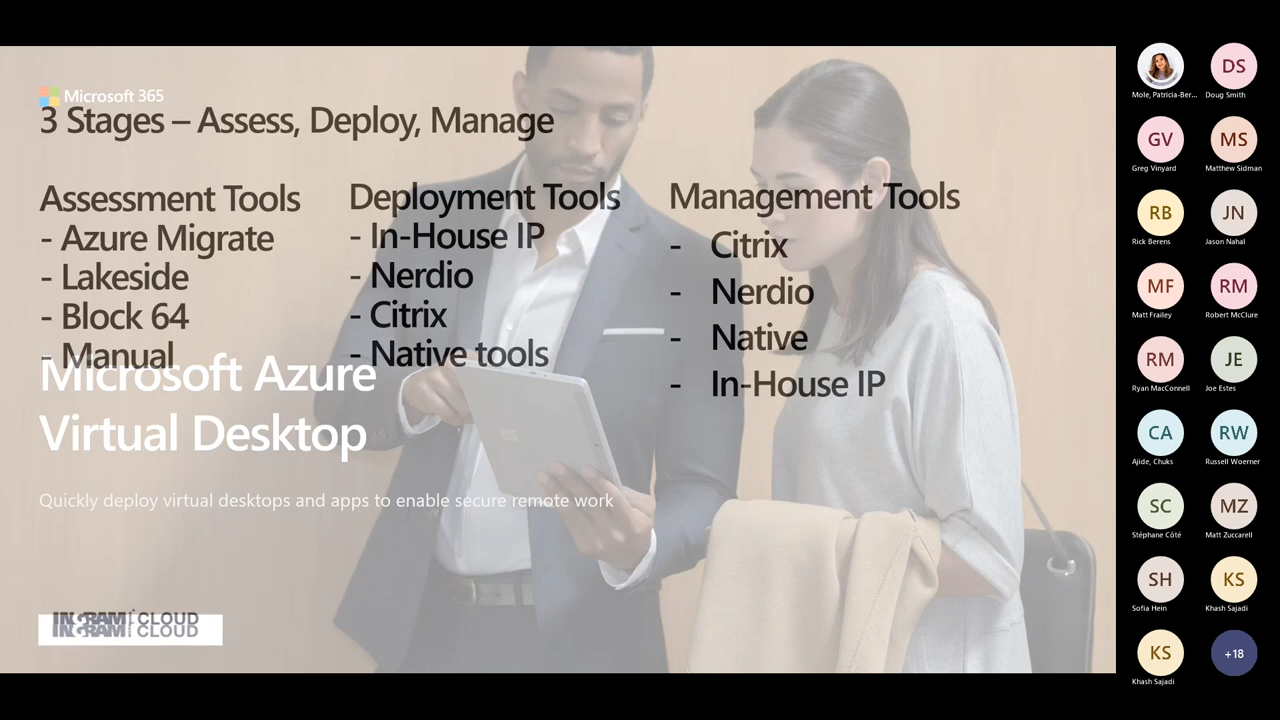 Microsoft 365
3 Stages – Assess, Deploy, Manage
Assessment Tools
- Azure Migrate
- Lakeside
- Block 64
- Manual
Deployment Tools
- In-House IP
- Nerdio
- Citrix
- Native tools
Management Tools
- Citrix
- Nerdio
- Native
- In-House IP
Microsoft Azure
Virtual Desktop
Quickly deploy virtual desktops and apps to enable secure remote work
INGRAM CLOUD
INGRAM CLOUD
Mole, Patricia-Ber...
DS
Doug Smith
GV
Greg Vinyard
MS
Matthew Sidman
RB
Rick Berens
JN
Jason Nahal
MF
Matt Frailey
RM
Robert McClure
RM
Ryan MacConnell
JE
Joe Estes
CA
Ajide, Chuks
RW
Russell Woerner
SC
Stéphane Côté
MZ
Matt Zuccarell
SH
Sofia Hein
KS
Khash Sajadi
KS
Khash Sajadi
+18